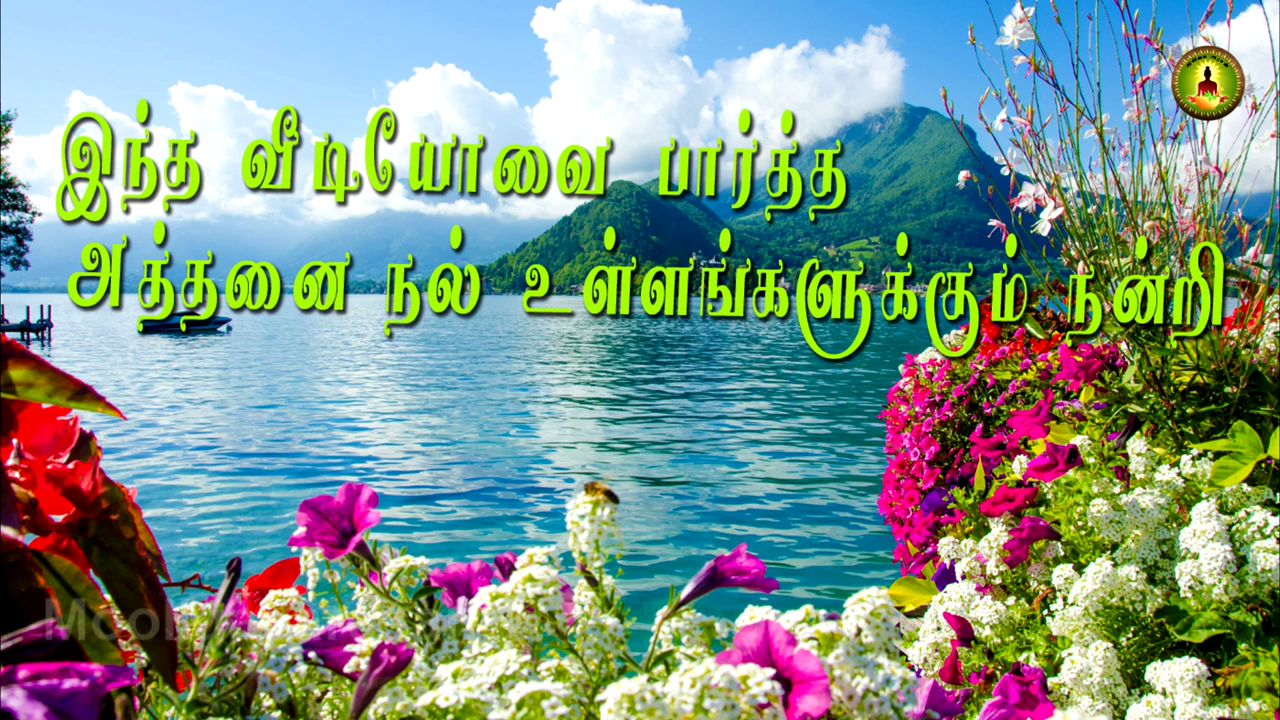 இந்த வீடியோவை பார்த்த
அத்தனை நல் உள்ளங்களுக்கும் நன்றி